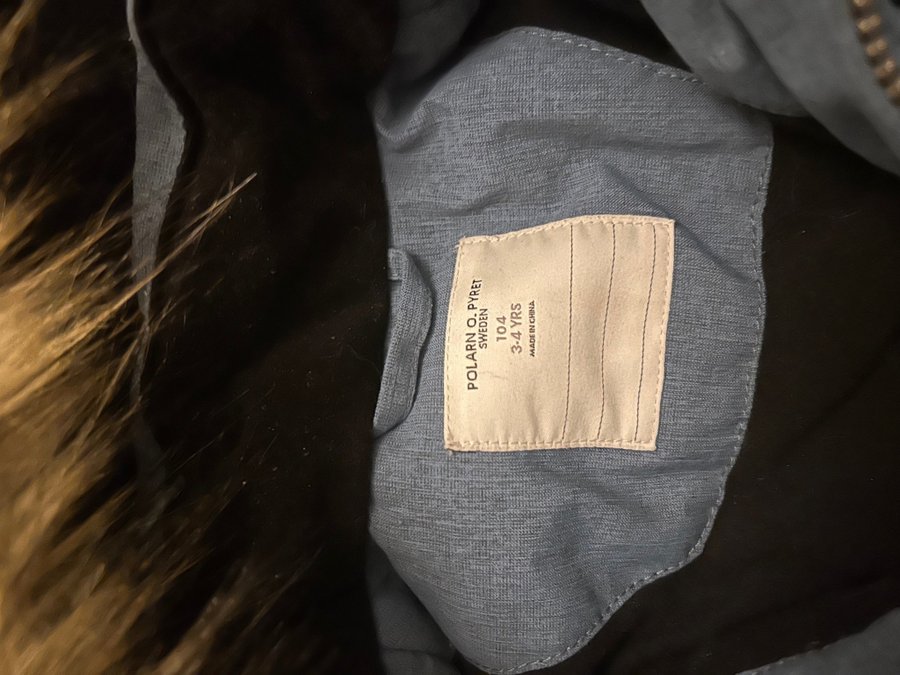 POLARN O. PYRET
SWEDEN
104
3-4 YRS
MADE IN CHINA